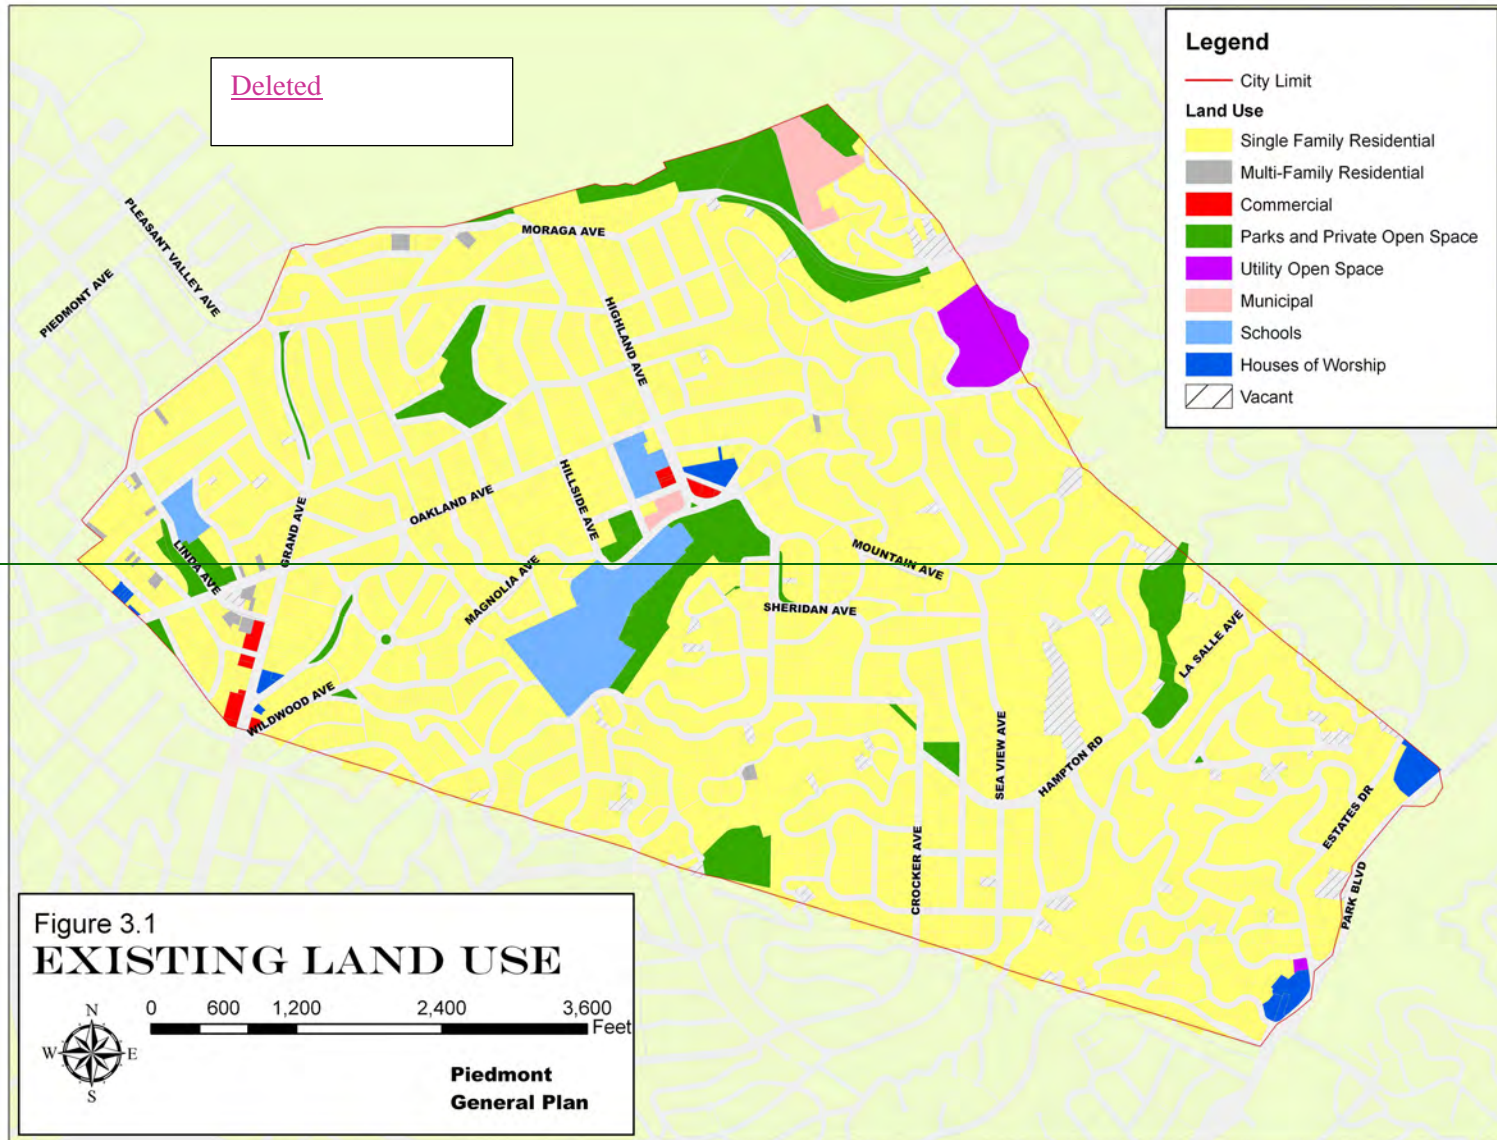 Deleted
Legend
City Limit
Land Use
Single Family Residential
Multi-Family Residential
Commercial
Parks and Private Open Space
Utility Open Space
Municipal
Schools
Houses of Worship
Vacant
PLEASANT VALLEY AVE
PIEDMONT AVE
MORAGA AVE
HIGHLAND AVE
OAKLAND AVE
HILLSIDE AVE
GRAND AVE
LINDA AVE
MAGNOLIA AVE
MOUNTAIN AVE
SHERIDAN AVE
LA SALLE AVE
WILDWOOD AVE
SEA VIEW AVE
HAMPTON RD
CROCKER AVE
ESTATES DR
PARK BLVD
Figure 3.1
EXISTING LAND USE
0 600 1,200 2,400 3,600
Feet
N
W E
S
Piedmont
General Plan